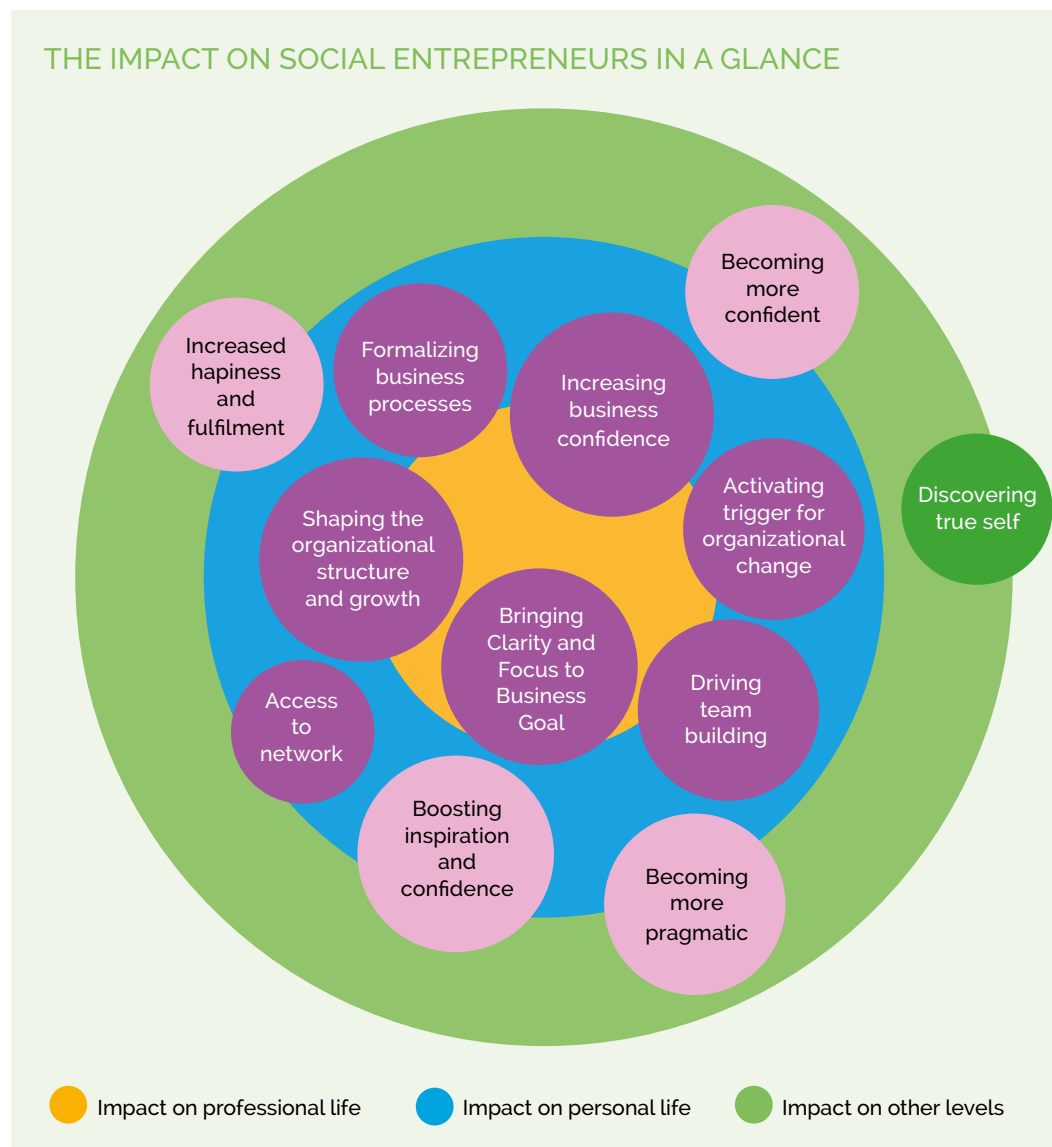 THE IMPACT ON SOCIAL ENTREPRENEURS IN A GLANCE
Becoming
more
confident
Increased
hapiness
and
fulfilment
Formalizing
business
processes
Increasing
business
confidence
Activating
trigger for
organizational
change
Discovering
true self
Shaping the
organizational
structure
and growth
Bringing
Clarity and
Focus to
Business
Goal
Driving
team
building
Access
to
network
Boosting
inspiration
and
confidence
Becoming
more
pragmatic
Impact on professional life
Impact on personal life
Impact on other levels